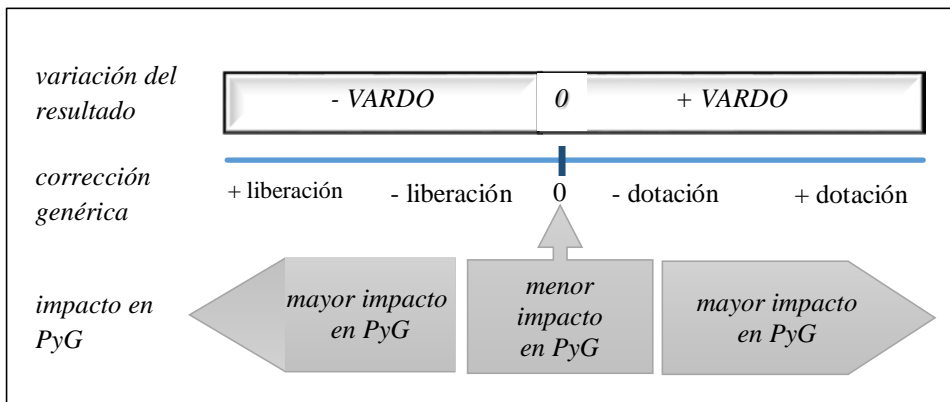 variación del
resultado
- VARDO 0 + VARDO
corrección
genérica
+ liberación - liberación 0 - dotación + dotación
impacto en
PyG
mayor impacto
en PyG
menor
impacto
en PyG
mayor impacto
en PyG